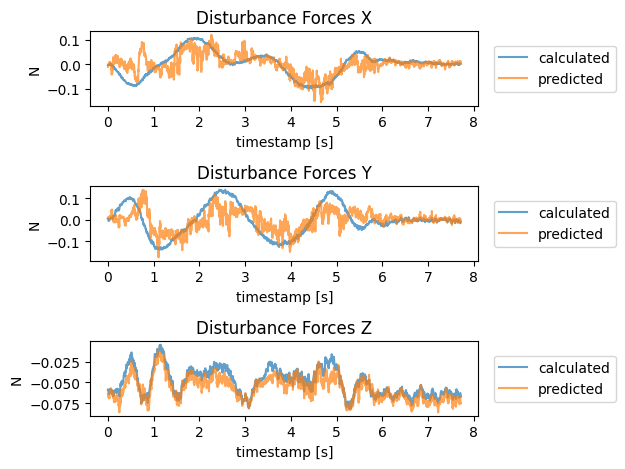 Disturbance Forces X
0.1
0.0
−0.1
N
0 1 2 3 4 5 6 7 8
timestamp [s]
calculated
predicted
Disturbance Forces Y
0.1
0.0
−0.1
N
0 1 2 3 4 5 6 7 8
timestamp [s]
calculated
predicted
Disturbance Forces Z
−0.025
−0.050
−0.075
N
0 1 2 3 4 5 6 7 8
timestamp [s]
calculated
predicted